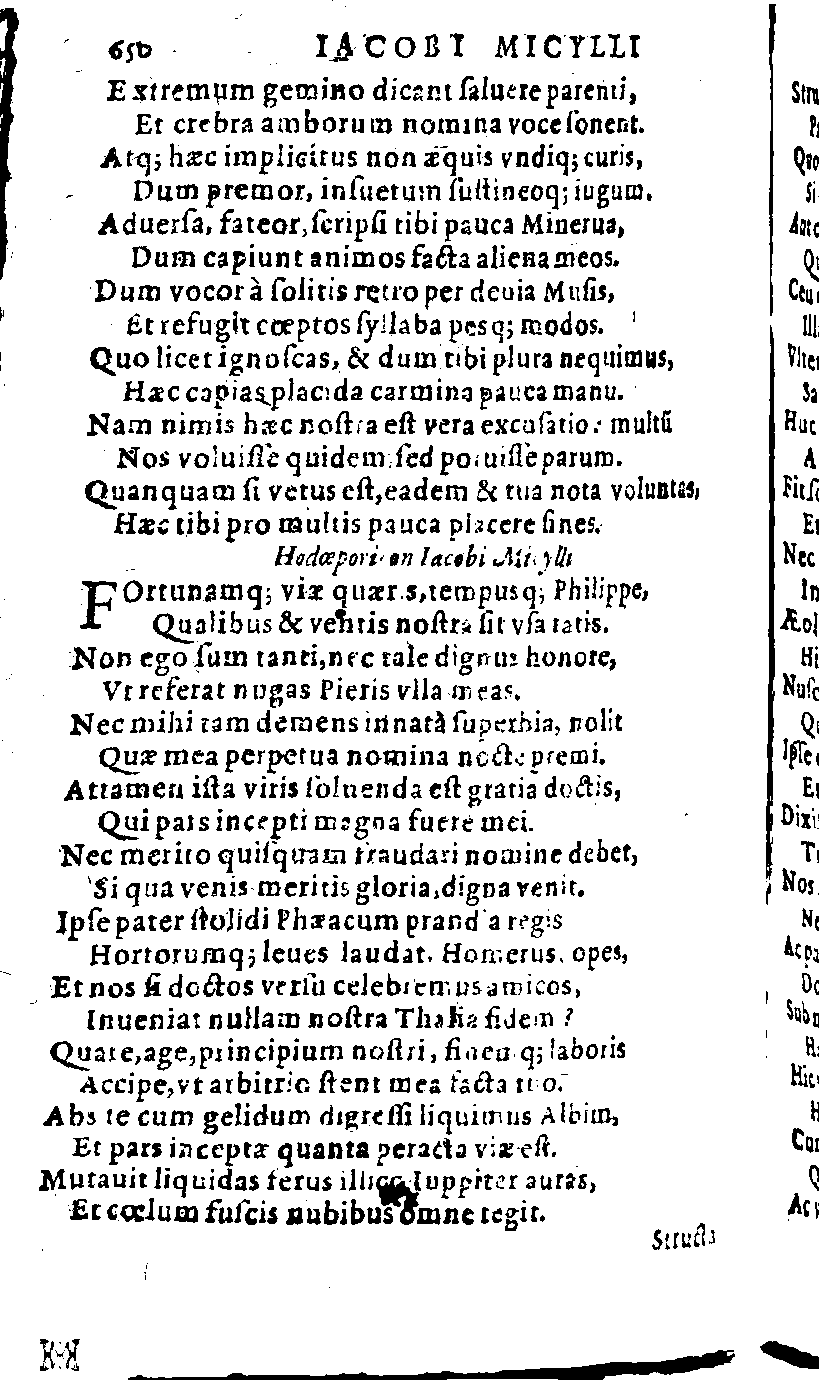 650 IACOBI MICYLLI
Extremum gemino dicant ſaluere parenti,
Et crebra amborum nomina voce ſonent.
Atq; hæc implicitus non æquis vndiq; curis,
Dum premor, inſuetum ſuſtineoq; iugum.
Aduerſa, fateor, ſcripſi tibi pauca Minerua,
Dum capiunt animos facta aliena meos.
Dum vocor à ſolitis retro per deuia Muſis,
Et refugit cœptos ſyllaba pesq; modos.
Quo licet ignoſcas, & dum tibi plura nequimus,
Hæc capias placida carmina pauca manu.
Nam nimis hæc noſtra eſt vera excuſatio: multũ
Nos voluiſſe quidem: ſed potuiſſe parum.
Quanquam ſi vetus eſt, eadem & tua nota voluntas,
Hæc tibi pro multis pauca placere ſines.
Hodœporicon Iacobi Micylli
FOrtunamq; viæ quæris, tempusq; Philippe,
Qualibus & ventis noſtra ſit vſa ratis.
Non ego ſum tanti, nec tale dignus honore,
Vt referat nugas Pieris vlla meas.
Nec mihi tam demens innata ſuperbia, nolit
Quæ mea perpetua nomina nocte premi.
Attamen iſta viris ſoluenda eſt gratia doctis,
Qui pars incepti magna fuere mei.
Nec merito quiſquam fraudari nomine debet,
Si qua venis meritis gloria, digna venit.
Ipſe pater ſtolidi Phæacum prandia regis
Hortorumq; leues laudat. Homerus. opes,
Et nos ſi doctos verſu celebremus amicos,
Inueniat nullam noſtra Thalia fidem?
Quare, age, principium noſtri, finemq; laboris
Accipe, vt arbitrio ſtent mea facta tuo.
Abs te cum gelidum digreſſi liquimus Albim,
Et pars inceptæ quanta peracta viæ eſt.
Mutauit liquidas ferus illico Iuppiter auras,
Et cœlum fuſcis nubibus omne tegit.
Structa